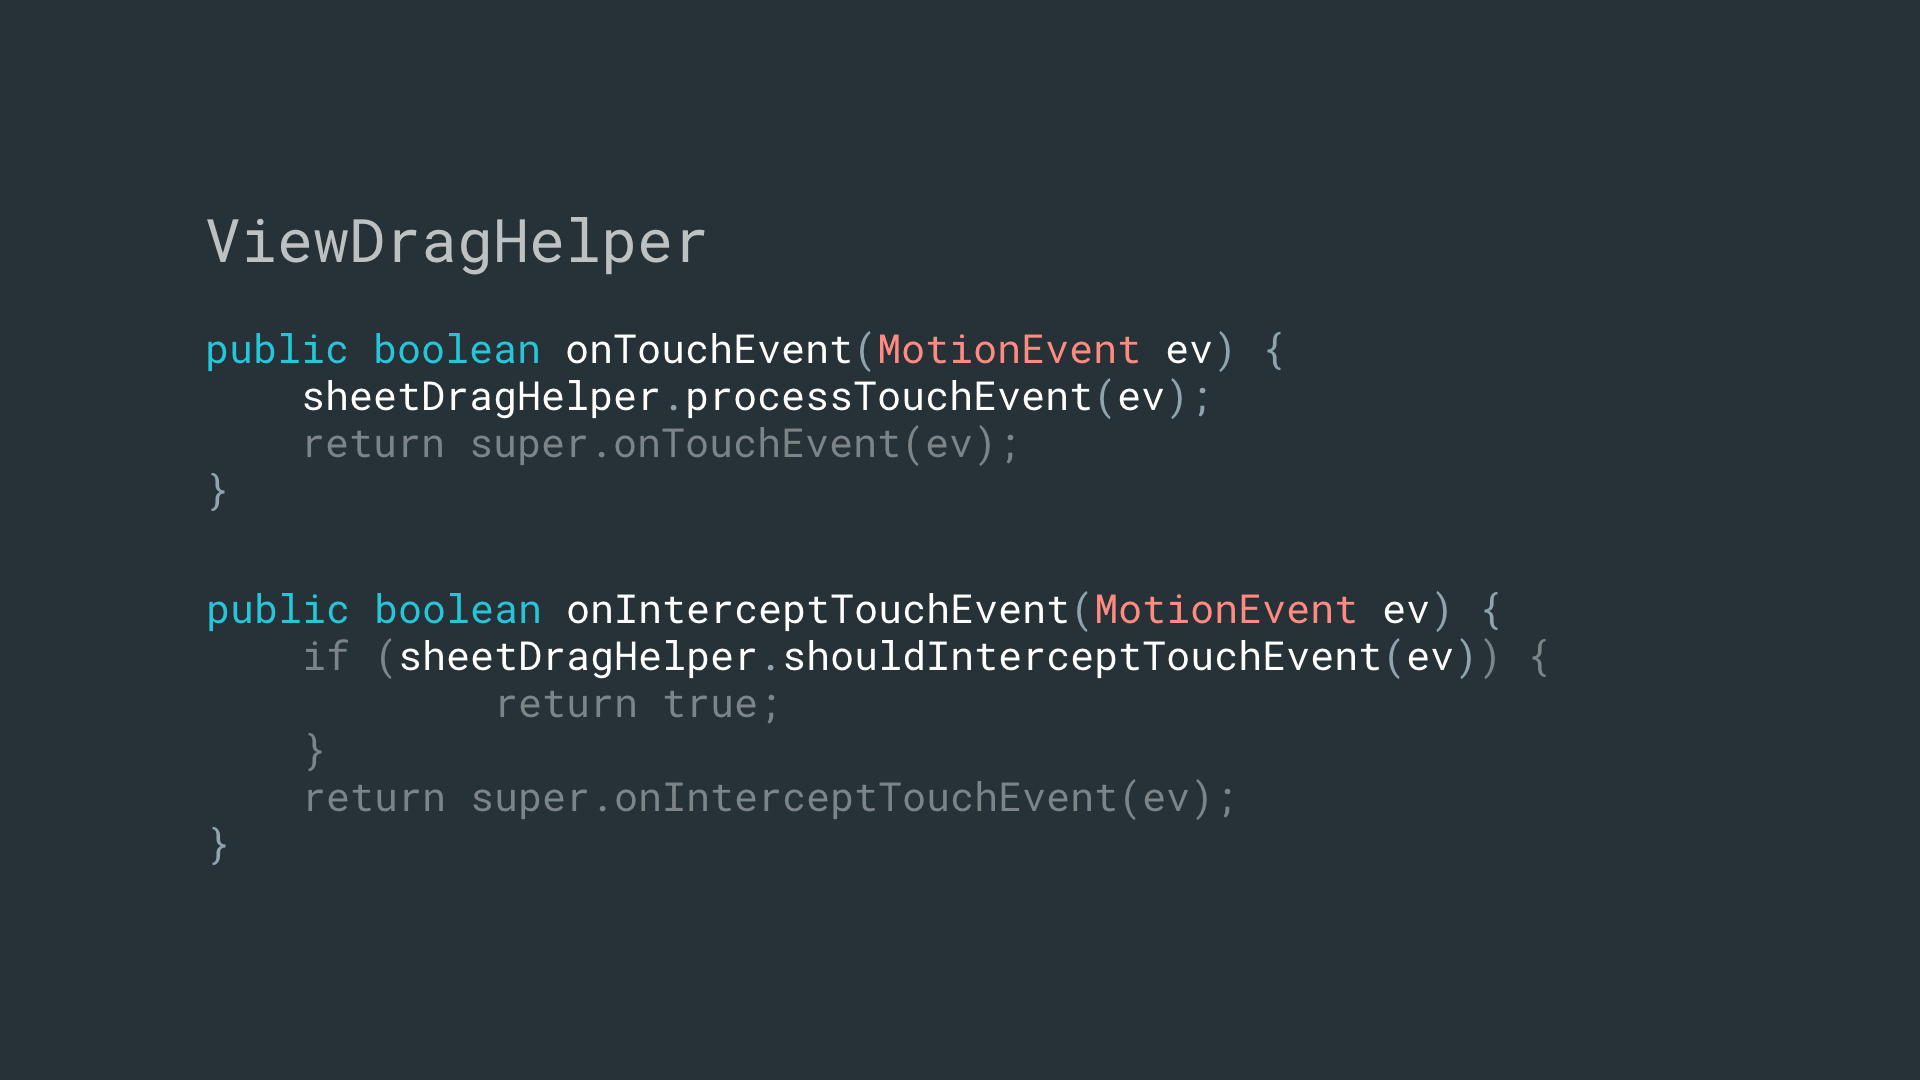 ViewDragHelper
public boolean onTouchEvent(MotionEvent ev) {
    sheetDragHelper.processTouchEvent(ev);
    return super.onTouchEvent(ev);
}
public boolean onInterceptTouchEvent(MotionEvent ev) {
    if (sheetDragHelper.shouldInterceptTouchEvent(ev)) {
            return true;
    }
    return super.onInterceptTouchEvent(ev);
}